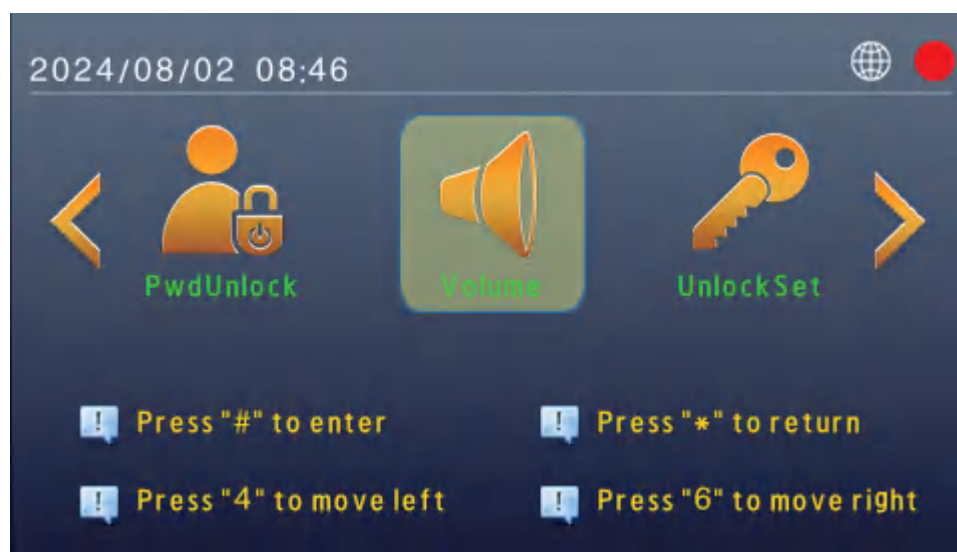 2024/08/02 08:46
PwdUnlock
Volume
UnlockSet
Press "#" to enter
Press "*" to return
Press "4" to move left
Press "6" to move right